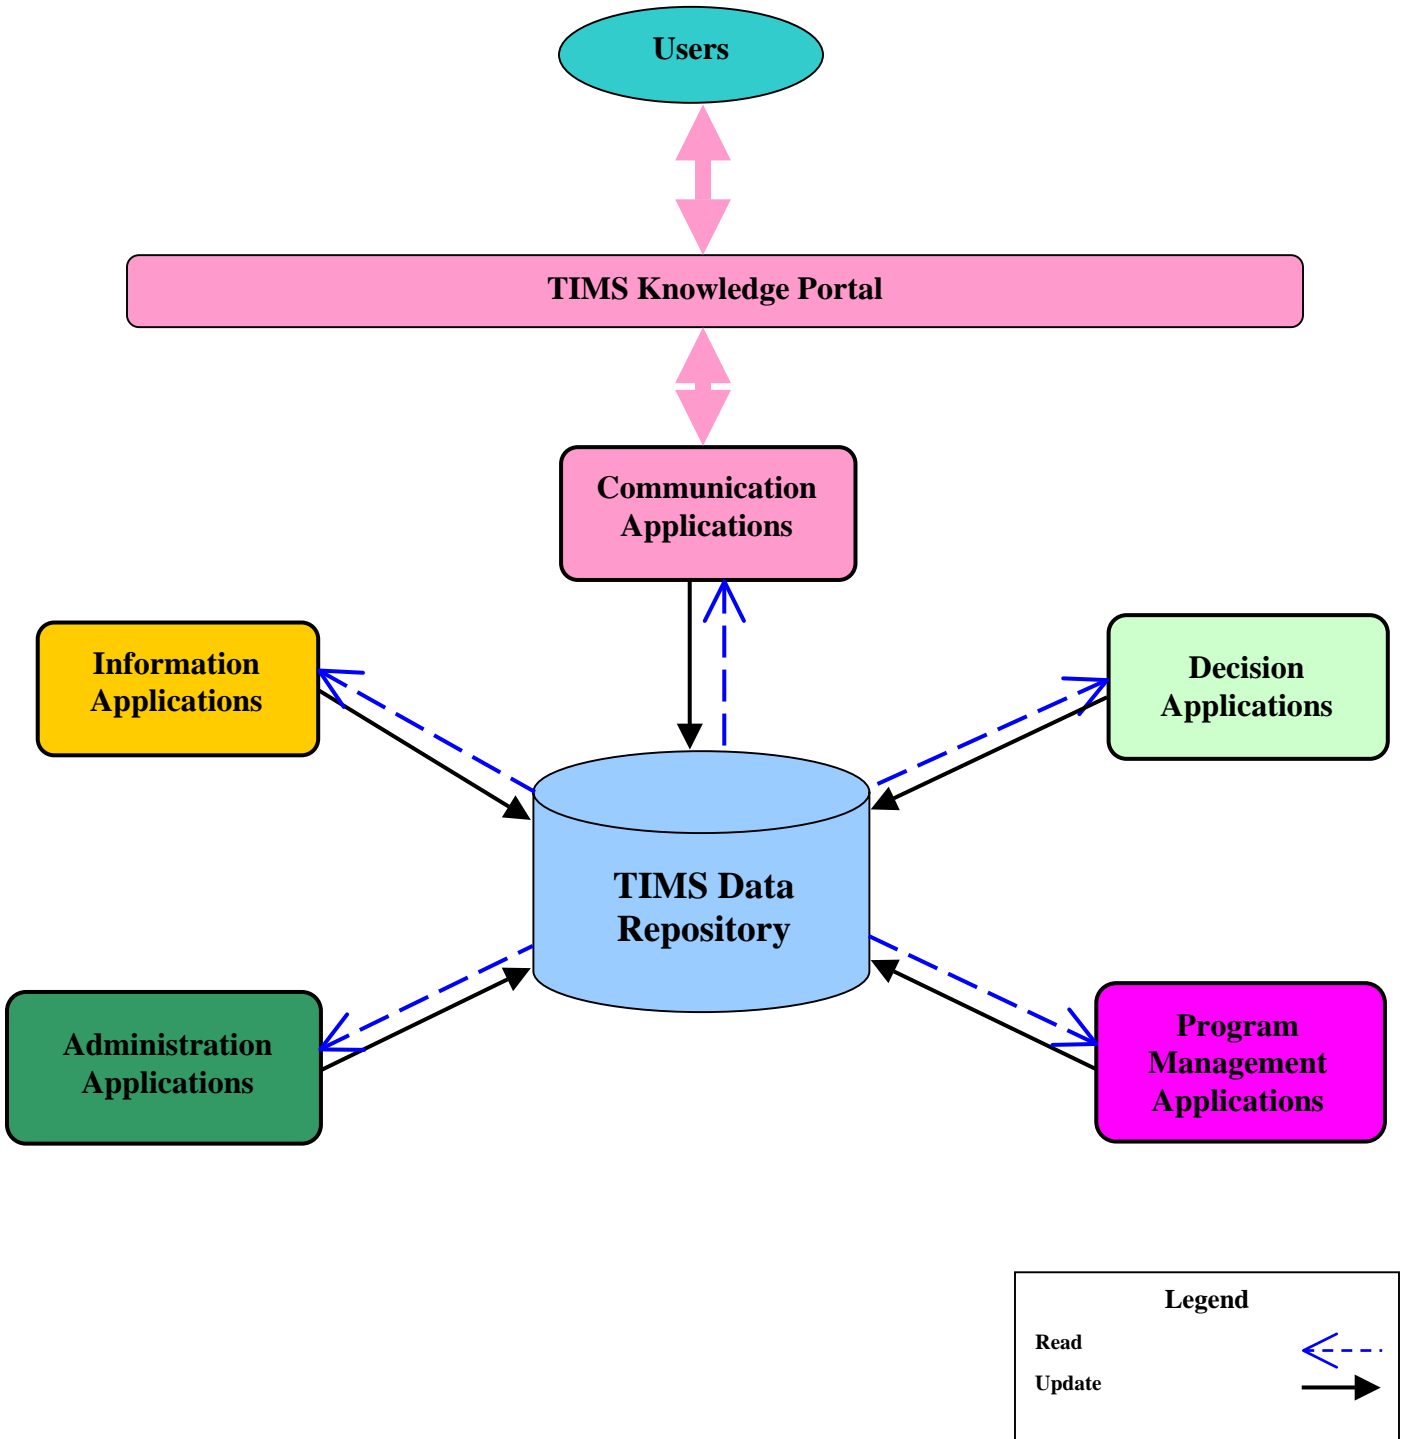 Users
TIMS Knowledge Portal
Communication
Applications
Information
Applications
Decision
Applications
TIMS Data
Repository
Administration
Applications
Program
Management
Applications
Legend
Read
Update